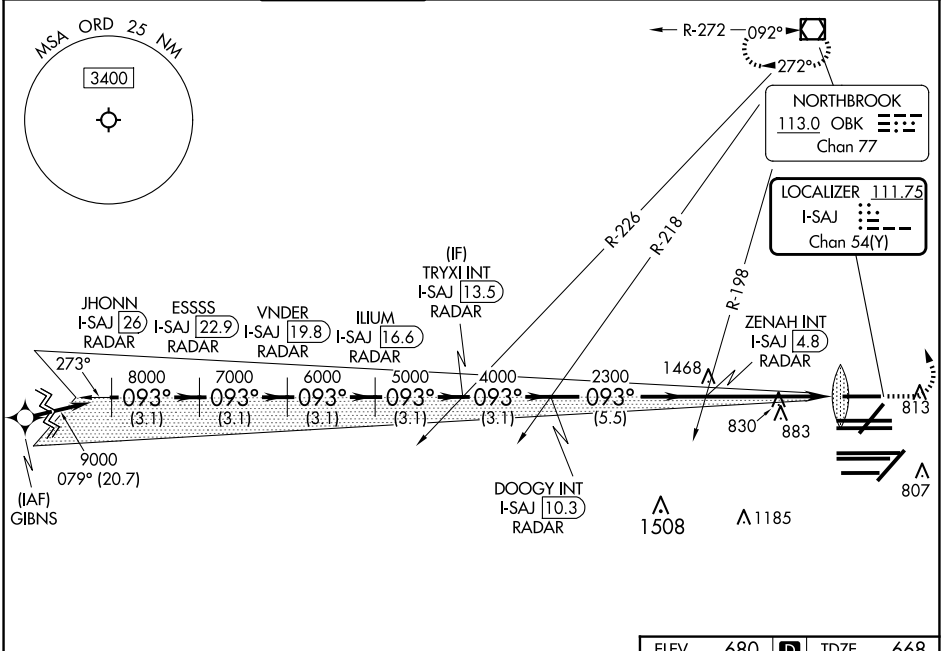 MSA ORD 25 NM
3400
R-272
092°
272°
NORTHBROOK
113.0 OBK
Chan 77
LOCALIZER 111.75
I-SAJ
Chan 54(Y)
R-226
R-218
R-198
(IF)
TRYXI INT
I-SAJ 13.5
RADAR
JHONN
I-SAJ 26
RADAR
ESSSS
I-SAJ 22.9
RADAR
VNDER
I-SAJ 19.8
RADAR
ILIUM
I-SAJ 16.6
RADAR
ZENAH INT
I-SAJ 4.8
RADAR
273°
8000
093°
(3.1)
7000
093°
(3.1)
6000
093°
(3.1)
5000
093°
(3.1)
4000
093°
(3.1)
2300
093°
(5.5)
1468
830
883
813
807
9000
079° (20.7)
(IAF)
GIBNS
DOOGY INT
I-SAJ 10.3
RADAR
1508
1185
ELEV 680 D TDZE 668